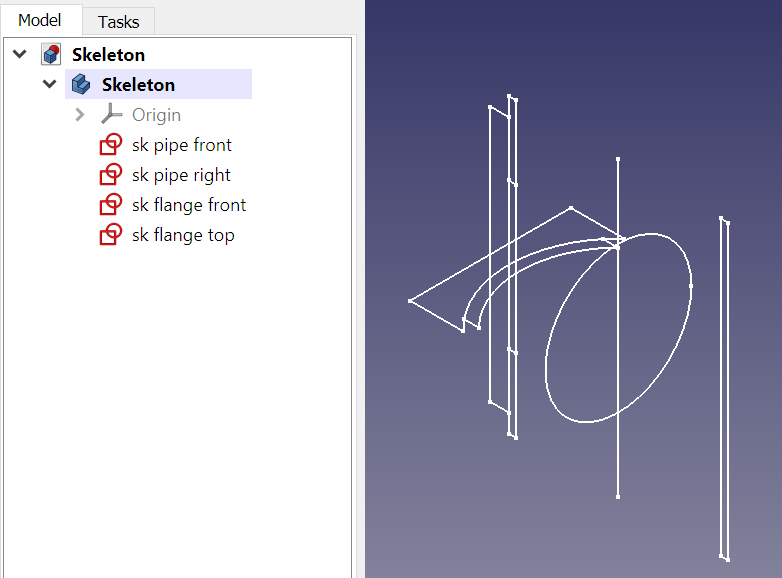 Model Tasks
Skeleton
Skeleton
Origin
sk pipe front
sk pipe right
sk flange front
sk flange top